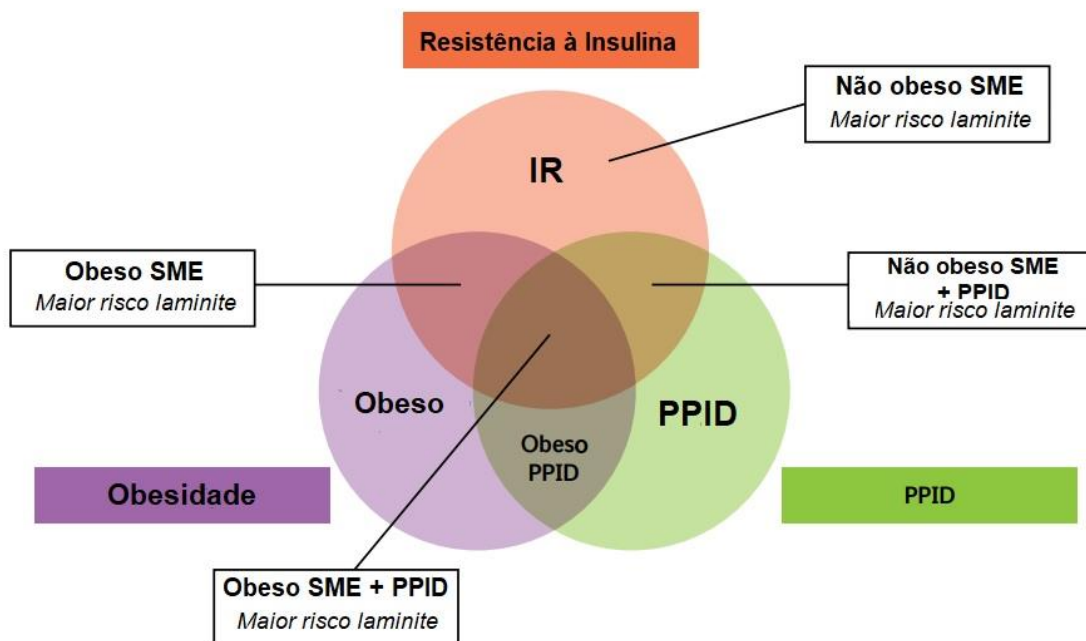 Resistência à Insulina
Não obeso SME
Maior risco laminite
IR
Obeso SME
Maior risco laminite
Não obeso SME
+ PPID
Maior risco laminite
Obeso
PPID
Obeso
PPID
Obesidade
PPID
Obeso SME + PPID
Maior risco laminite